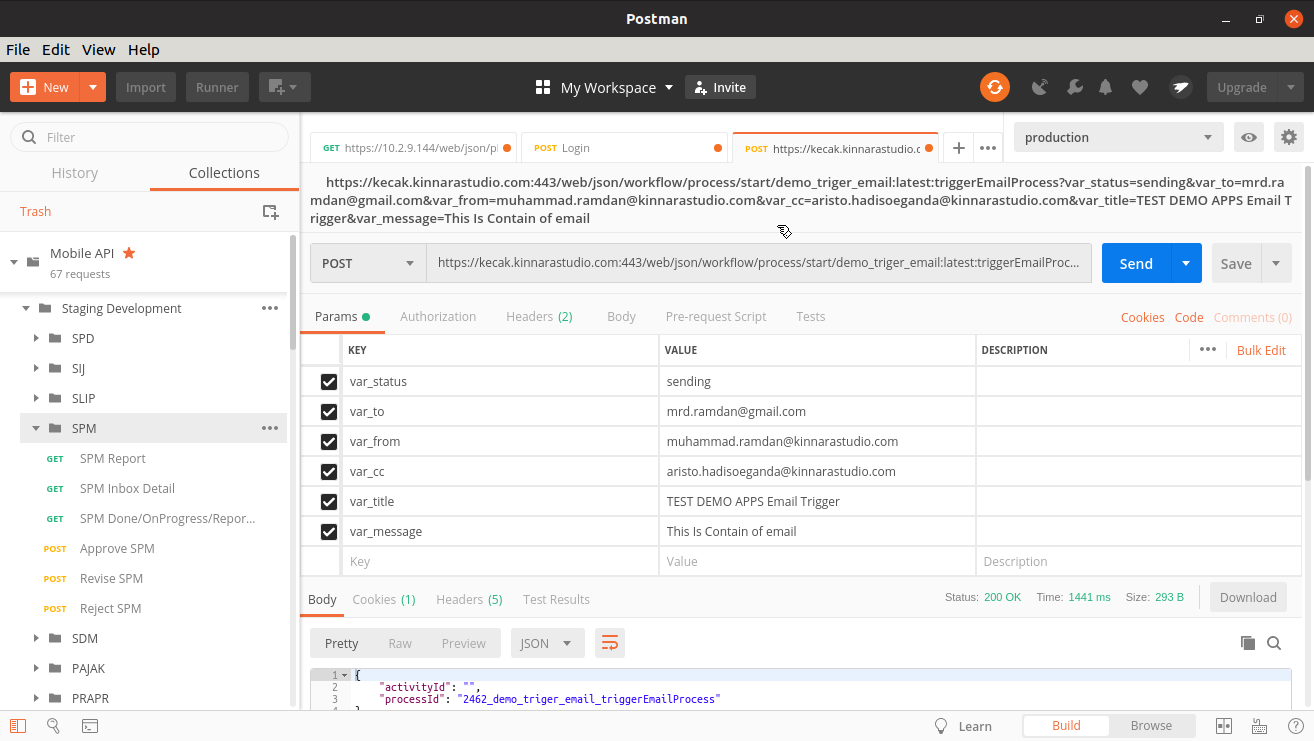 Postman
File Edit View Help
New Import Runner My Workspace Invite Upgrade
Filter
History Collections
Trash
Mobile API
67 requests
Staging Development
SPD
SIJ
SLIP
SPM
GET SPM Report
GET SPM Inbox Detail
GET SPM Done/OnProgress/Repor...
POST Approve SPM
POST Revise SPM
POST Reject SPM
SDM
PAJAK
PRAPR
GET https://10.2.9.144/web/json/pl POST Login POST https://kecak.kinnarastudio.c production
https://kecak.kinnarastudio.com:443/web/json/workflow/process/start/demo_triger_email:latest:triggerEmailProcess?var_status=sending&var_to=mrd.ra
mdan@gmail.com&var_from=muhammad.ramdan@kinnarastudio.com&var_cc=aristo.hadisoeganda@kinnarastudio.com&var_title=TEST DEMO APPS Email T
rigger&var_message=This Is Contain of email
POST https://kecak.kinnarastudio.com:443/web/json/workflow/process/start/demo_triger_email:latest:triggerEmailProc... Send Save
Params Authorization Headers (2) Body Pre-request Script Tests Cookies Code Comments (0)
KEY VALUE DESCRIPTION ••• Bulk Edit
var_status sending
var_to mrd.ramdan@gmail.com
var_from muhammad.ramdan@kinnarastudio.com
var_cc aristo.hadisoeganda@kinnarastudio.com
var_title TEST DEMO APPS Email Trigger
var_message This Is Contain of email
Key Value Description
Body Cookies (1) Headers (5) Test Results Status: 200 OK Time: 1441 ms Size: 293 B Download
Pretty Raw Preview JSON
1 {
2 "activityId": "",
3 "processId": "2462_demo_triger_email_triggerEmailProcess"
Learn Build Browse